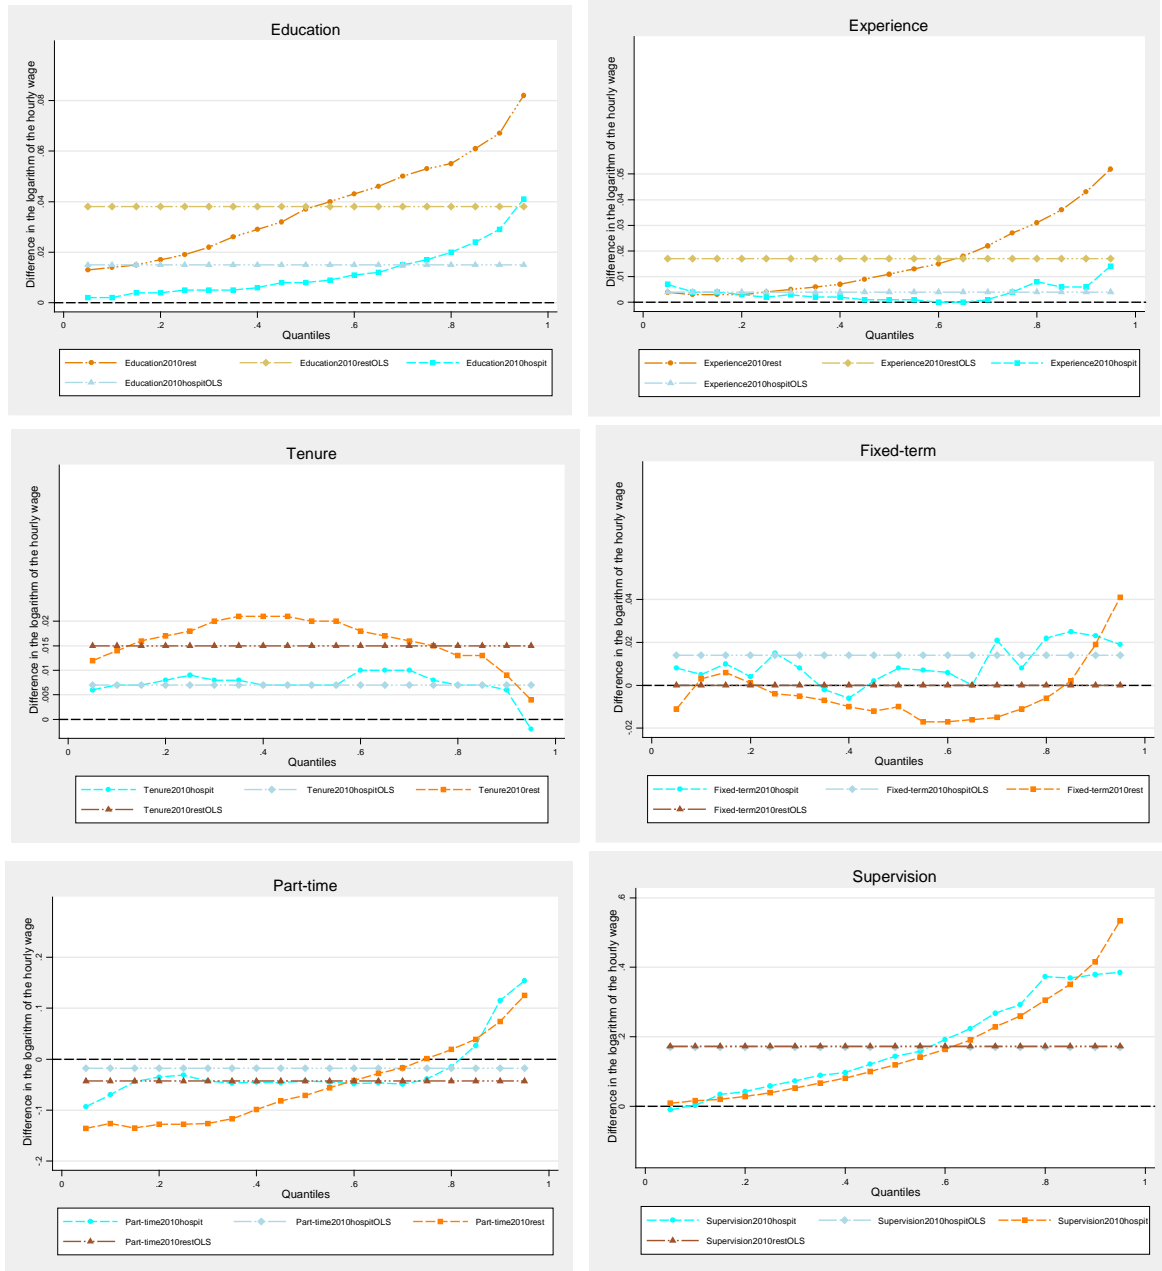 Education
Difference in the logarithm of the hourly wage
0 .02 .04 .06 .08
0 .2 .4 .6 .8 1
Quantiles
Education2010rest Education2010restOLS Education2010hospit
Education2010hospitOLS
Experience
Difference in the logarithm of the hourly wage
0 .01 .02 .03 .04 .05
0 .2 .4 .6 .8 1
Quantiles
Experience2010rest Experience2010restOLS Experience2010hospit
Experience2010hospitOLS
Tenure
Difference in the logarithm of the hourly wage
0 .005 .01 .015 .02
0 .2 .4 .6 .8 1
Quantiles
Tenure2010hospit Tenure2010hospitOLS Tenure2010rest
Tenure2010restOLS
Fixed-term
Difference in the logarithm of the hourly wage
-.02 0 .02 .04
0 .2 .4 .6 .8 1
Quantiles
Fixed-term2010hospit Fixed-term2010hospitOLS Fixed-term2010rest
Fixed-term2010restOLS
Part-time
Difference in the logarithm of the hourly wage
-.2 -.1 0 .1 .2
0 .2 .4 .6 .8 1
Quantiles
Part-time2010hospit Part-time2010hospitOLS Part-time2010rest
Part-time2010restOLS
Supervision
Difference in the logarithm of the hourly wage
0 .2 .4 .6
0 .2 .4 .6 .8 1
Quantiles
Supervision2010hospit Supervision2010hospitOLS Supervision2010hospit
Supervision2010restOLS